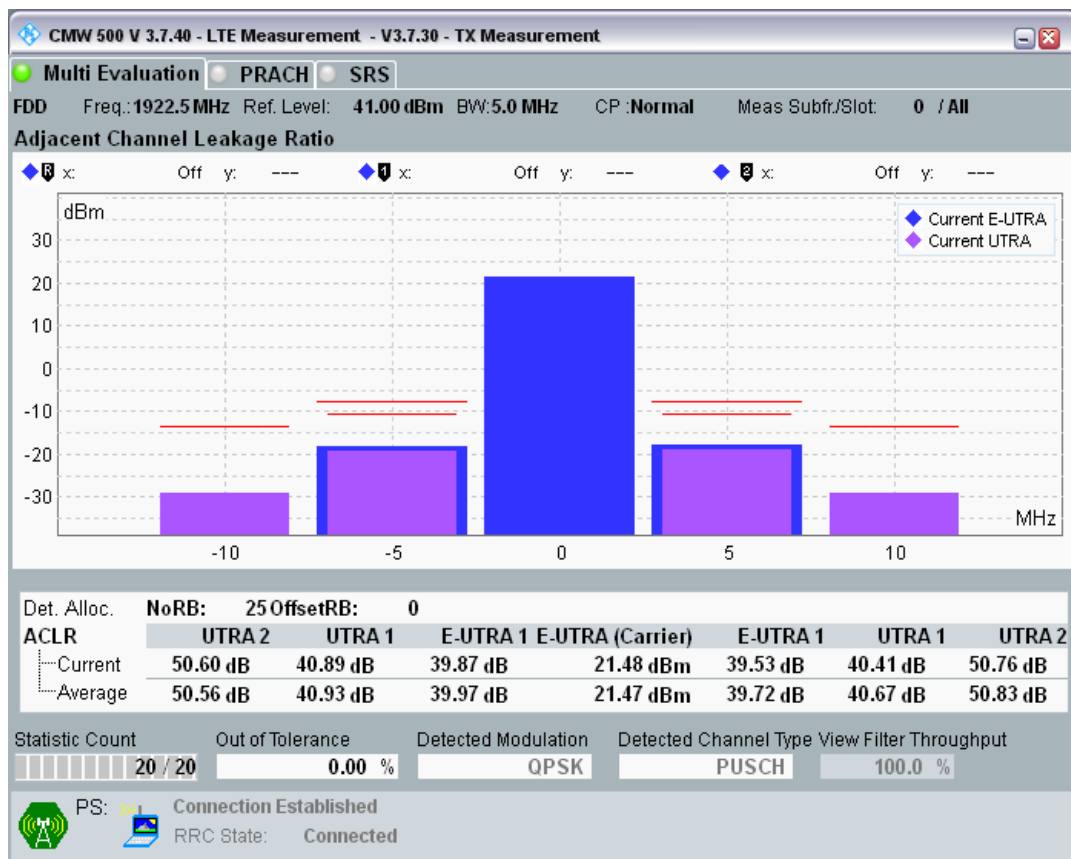 CMW 500 V 3.7.40 - LTE Measurement - V3.7.30 - TX Measurement
Multi Evaluation PRACH SRS
FDD Freq.:1922.5 MHz Ref. Level: 41.00 dBm BW:5.0 MHz CP :Normal Meas Subfr./Slot: 0 / All
Adjacent Channel Leakage Ratio
R x: Off y: --- 1 x: Off y: --- 2 x: Off y: ---
dBm
Current E-UTRA
Current UTRA
30
20
10
0
-10
-20
-30
MHz
-10 -5 0 5 10
Det. Alloc. NoRB: 25 OffsetRB: 0
ACLR UTRA 2 UTRA 1 E-UTRA 1 E-UTRA (Carrier) E-UTRA 1 UTRA 1 UTRA 2
Current 50.60 dB 40.89 dB 39.87 dB 21.48 dBm 39.53 dB 40.41 dB 50.76 dB
Average 50.56 dB 40.93 dB 39.97 dB 21.47 dBm 39.72 dB 40.67 dB 50.83 dB
Statistic Count Out of Tolerance Detected Modulation Detected Channel Type View Filter Throughput
20 / 20 0.00 % QPSK PUSCH 100.0 %
PS: Connection Established
RRC State: Connected